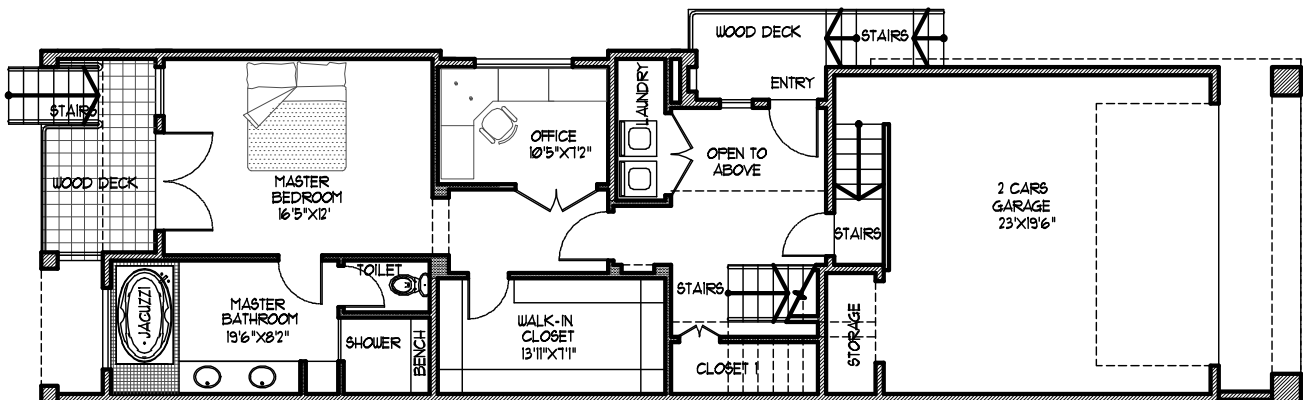 WOOD DECK
STAIRS
ENTRY
LAUNDRY
STAIRS
OFFICE
10'5"X7'2"
OPEN TO
ABOVE
WOOD DECK
MASTER
BEDROOM
16'5"X12'
2 CARS
GARAGE
23'X19'6"
STAIRS
TOILET
STAIRS
MASTER
BATHROOM
19'6"X8'2"
JACUZZI
WALK-IN
CLOSET
13'11"X7'1"
SHOWER
BENCH
CLOSET 1
STORAGE